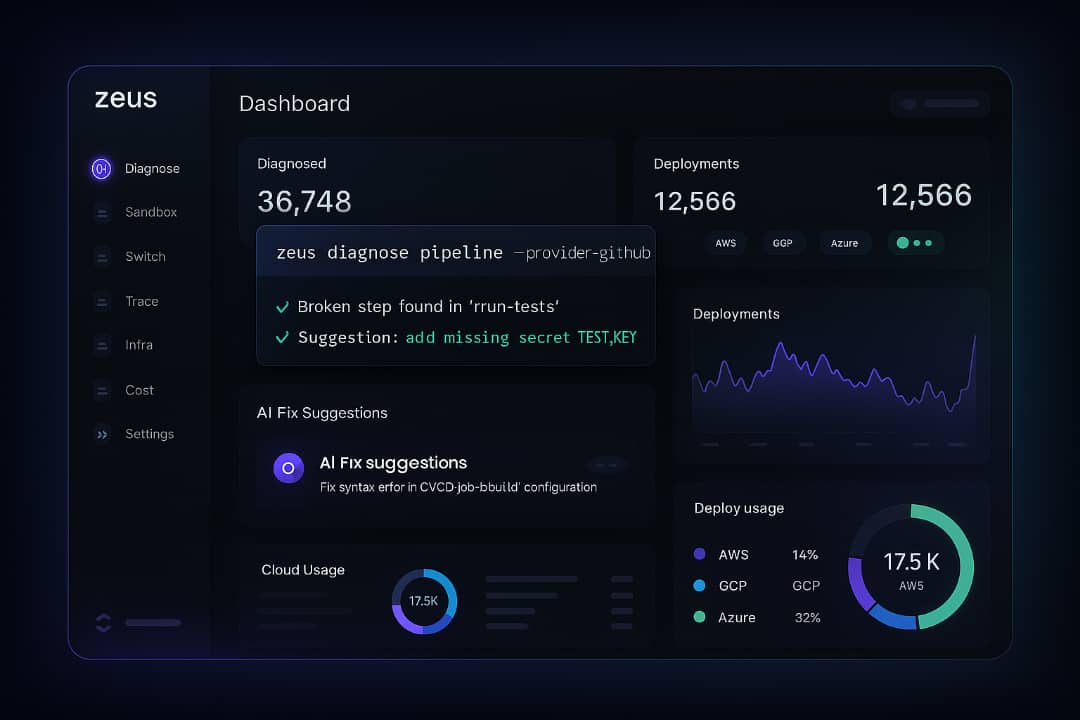 zeus
Diagnose
Sandbox
Switch
Trace
Infra
Cost
Settings
Dashboard
Diagnosed
36,748
zeus diagnose pipeline —provider-github
Broken step found in 'rrun-tests'
Suggestion: add missing secret TEST,KEY
AI Fix Suggestions
AI Fix suggestions
Fix syntax erfor in CVCD-job-bbuild' configuration
Cloud Usage
17.5K
Deployments
12,566
12,566
AWS
GGP
Azure
Deployments
Deploy usage
AWS 14%
GCP GCP
Azure 32%
17.5 K
AWS